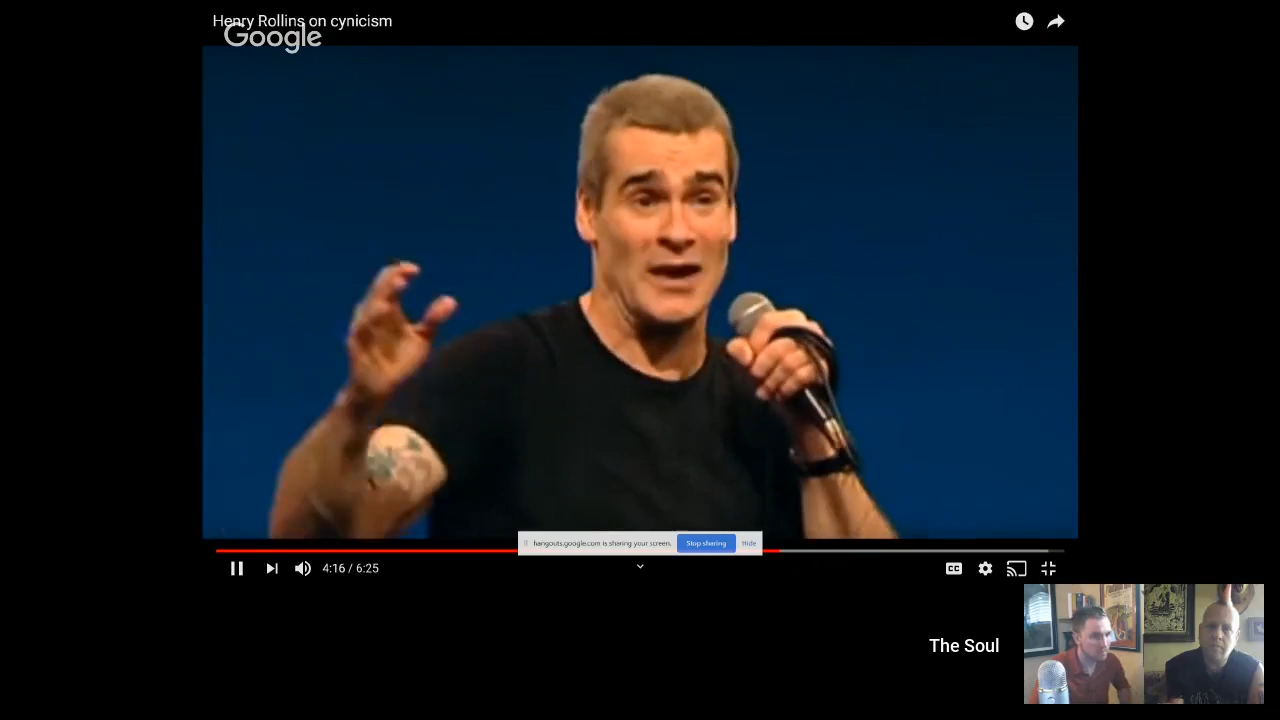 Henry Rollins on cynicism
Google
hangouts.google.com is sharing your screen.
Stop sharing
Hide
4:16 / 6:25
CC
The Soul